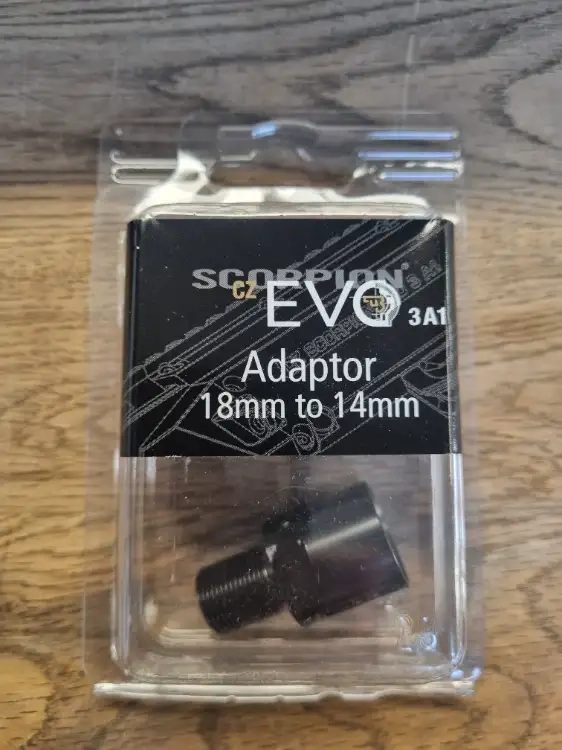 SCORPION®
CZ EVO 3A1
Adaptor
18mm to 14mm